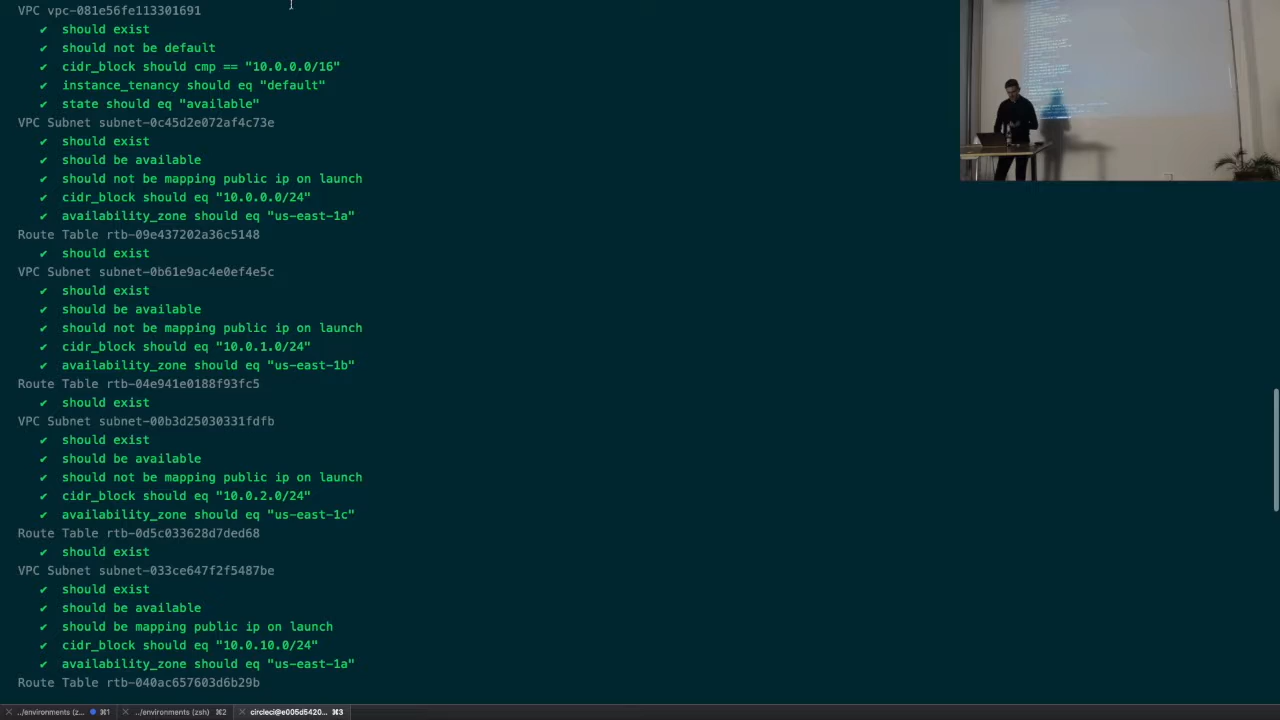 VPC vpc-081e56fe113301691
✔ should exist
✔ should not be default
✔ cidr_block should cmp == "10.0.0.0/16"
✔ instance_tenancy should eq "default"
✔ state should eq "available"
VPC Subnet subnet-0c45d2e072af4c73e
✔ should exist
✔ should be available
✔ should not be mapping public ip on launch
✔ cidr_block should eq "10.0.0.0/24"
✔ availability_zone should eq "us-east-1a"
Route Table rtb-09e437202a36c5148
✔ should exist
VPC Subnet subnet-0b61e9ac4e0ef4e5c
✔ should exist
✔ should be available
✔ should not be mapping public ip on launch
✔ cidr_block should eq "10.0.1.0/24"
✔ availability_zone should eq "us-east-1b"
Route Table rtb-04e941e0188f93fc5
✔ should exist
VPC Subnet subnet-00b3d25030331fdfb
✔ should exist
✔ should be available
✔ should not be mapping public ip on launch
✔ cidr_block should eq "10.0.2.0/24"
✔ availability_zone should eq "us-east-1c"
Route Table rtb-0d5c033628d7ded68
✔ should exist
VPC Subnet subnet-033ce647f2f5487be
✔ should exist
✔ should be available
✔ should be mapping public ip on launch
✔ cidr_block should eq "10.0.10.0/24"
✔ availability_zone should eq "us-east-1a"
Route Table rtb-040ac657603d6b29b
../environments (z... ⌘1 ../environments (zsh) ⌘2 circleci@e005d5420... ⌘3